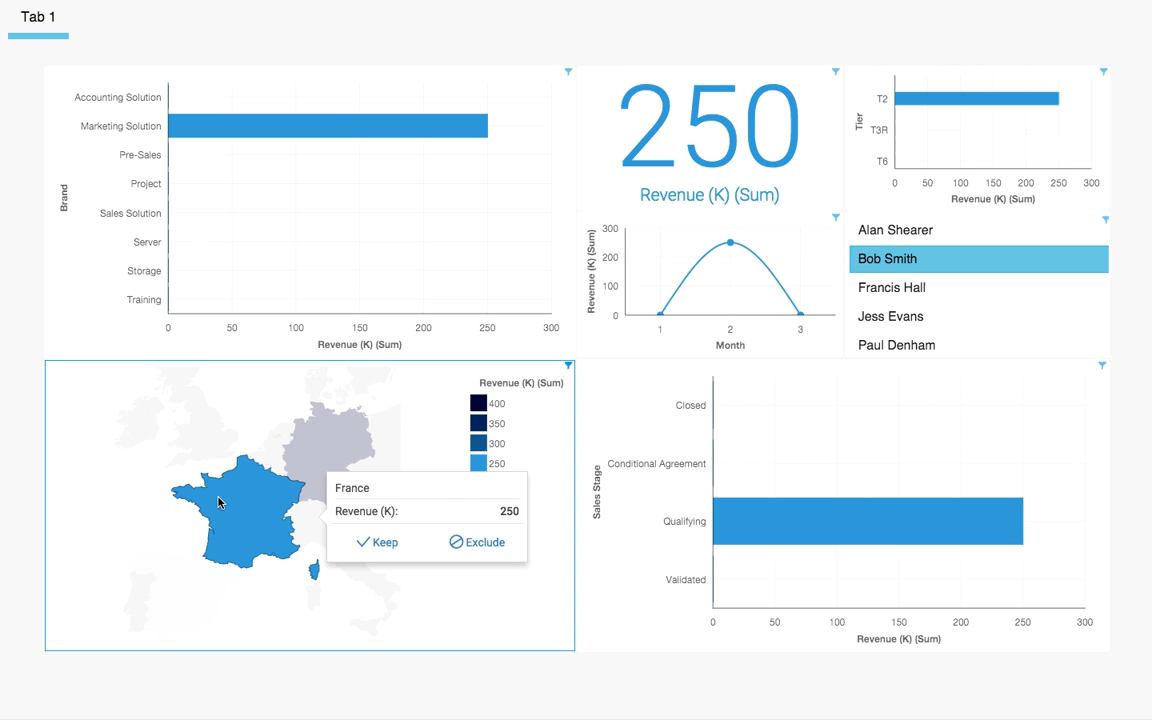 Tab 1
Accounting Solution
Marketing Solution
Pre-Sales
Project
Sales Solution
Server
Storage
Training
Brand
0 50 100 150 200 250 300
Revenue (K) (Sum)
250
Revenue (K) (Sum)
T2
T3R
T6
Tier
0 50 100 150 200 250 300
Revenue (K) (Sum)
300
200
100
0
Revenue (K) (Sum)
1 2 3
Month
Alan Shearer
Bob Smith
Francis Hall
Jess Evans
Paul Denham
Revenue (K) (Sum)
400
350
300
250
France
Revenue (K): 250
Keep Exclude
Closed
Conditional Agreement
Qualifying
Validated
Sales Stage
0 50 100 150 200 250 300
Revenue (K) (Sum)